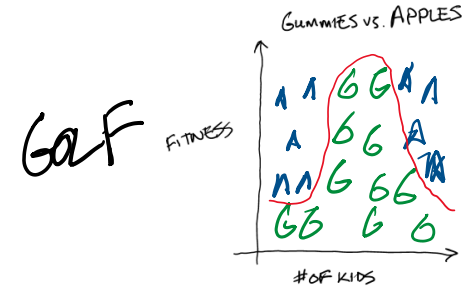 GUMMIES VS. APPLES
GOLF
FITNESS
A A G G A A
A G G A
A A G G G A A
G G G G
# OF KIDS